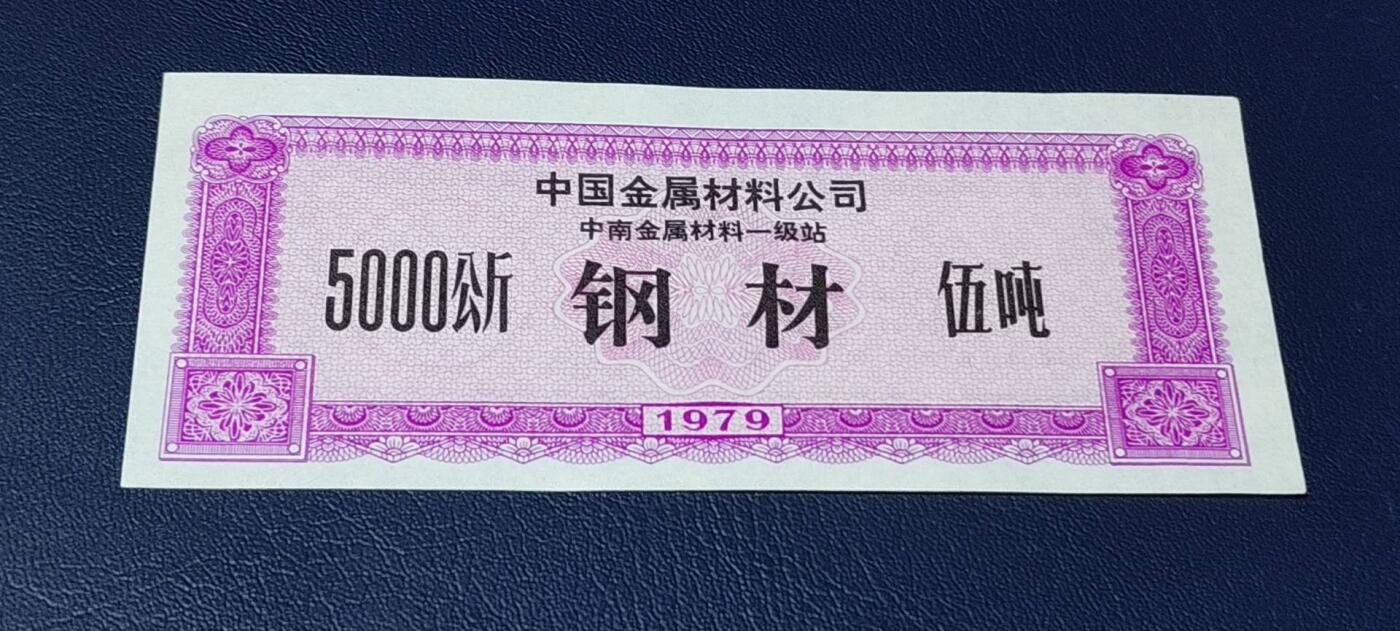 中国金属材料公司
中南金属材料一级站
5000公斤 钢材 伍吨
1979